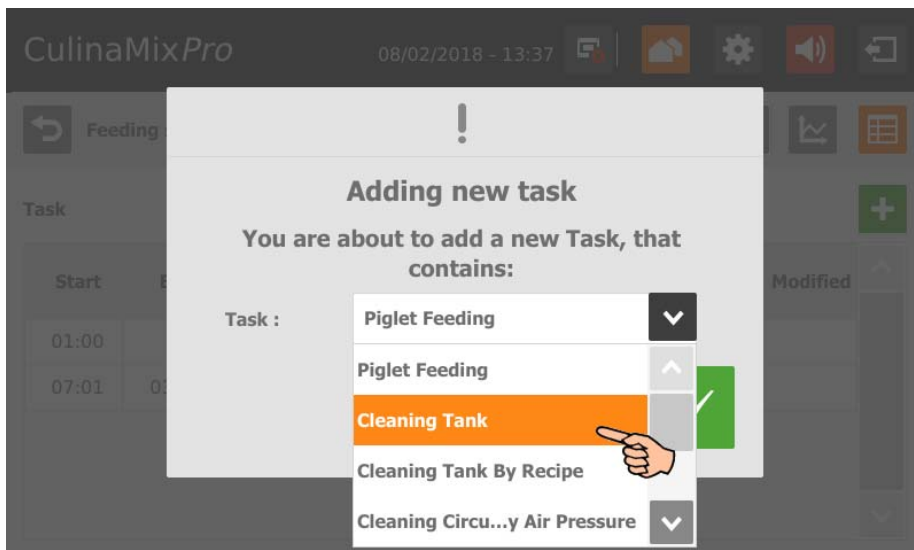 CulinaMixPro
08/02/2018 - 13:37
Feeding
Adding new task
Task
You are about to add a new Task, that
contains:
Start
Modified
Task :
Piglet Feeding
01:00
Piglet Feeding
07:01
Cleaning Tank
Cleaning Tank By Recipe
Cleaning Circu...y Air Pressure